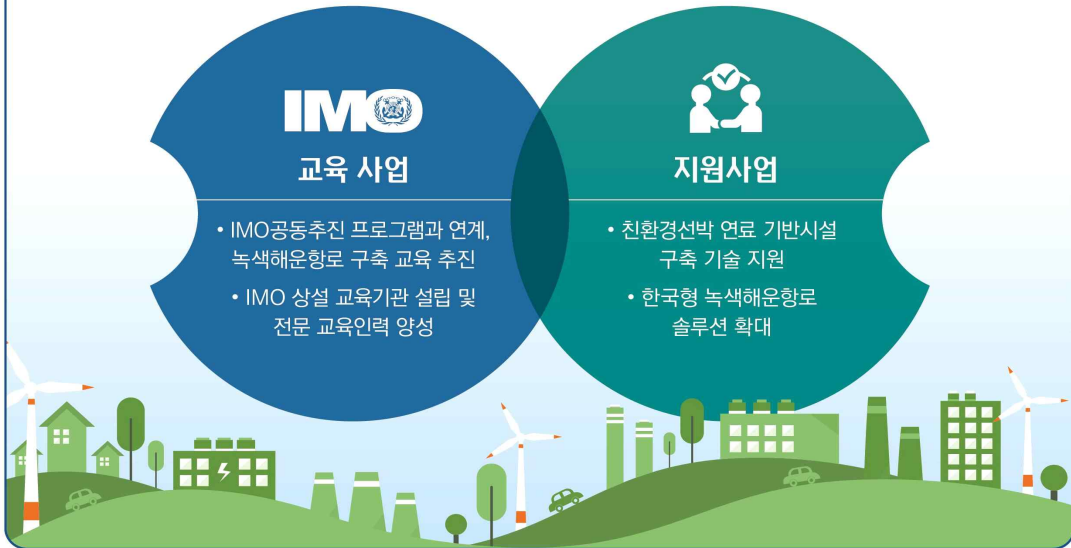 IMO
교육 사업
• IMO공동추진 프로그램과 연계,
녹색해운항로 구축 교육 추진
• IMO 상설 교육기관 설립 및
전문 교육인력 양성
지원사업
• 친환경선박 연료 기반시설
구축 기술 지원
• 한국형 녹색해운항로
솔루션 확대